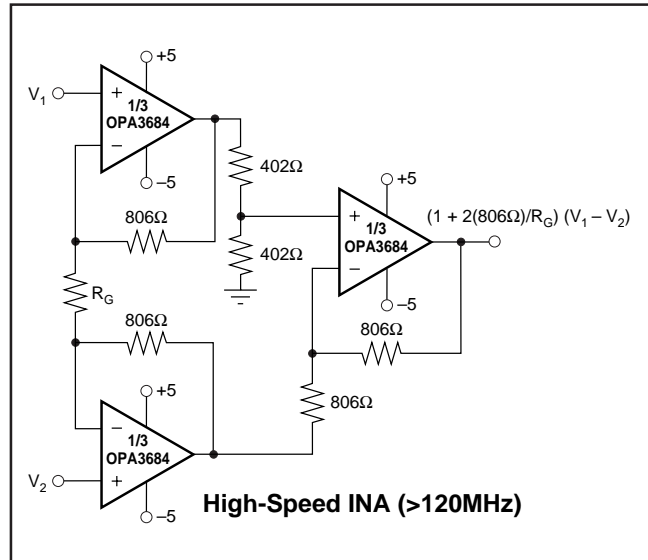 +5
V1
+
1/3
OPA3684
−
–5
402Ω
806Ω
402Ω
RG
+5
+
1/3
OPA3684
−
–5
(1 + 2(806Ω)/RG) (V1 – V2)
806Ω
806Ω
806Ω
+5
−
1/3
OPA3684
+
V2
–5
High-Speed INA (>120MHz)